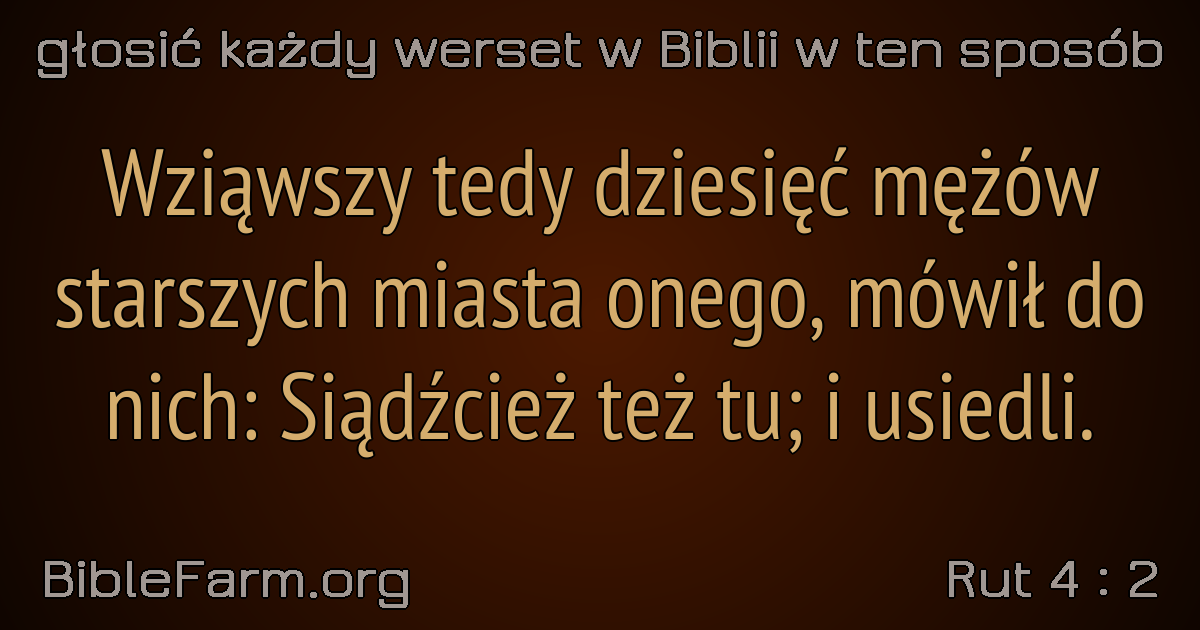 głosić każdy werset w Biblii w ten sposób
Wziąwszy tedy dziesięć mężów
starszych miasta onego, mówił do
nich: Siądźcież też tu; i usiedli.
BibleFarm.org
Rut 4 : 2